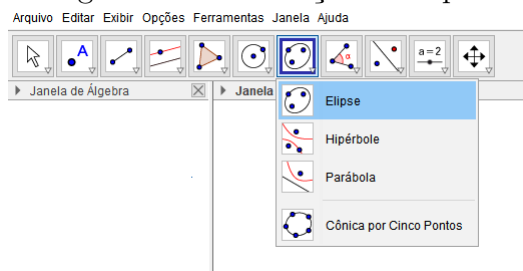 Arquivo Editar Exibir Opções Ferramentas Janela Ajuda
A
a = 2
Janela de Álgebra
Janela
Elipse
Hipérbole
Parábola
Cônica por Cinco Pontos